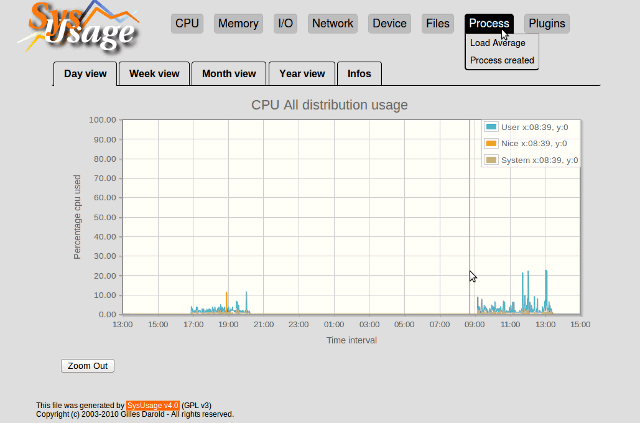 SysUsage
CPU Memory I/O Network Device Files Process Plugins
Load Average
Process created
Day view Week view Month view Year view Infos
CPU All distribution usage
100.00
90.00
80.00
70.00
60.00
50.00
40.00
30.00
20.00
10.00
0.00
Percentage cpu used
User x:08:39, y:0
Nice x:08:39, y:0
System x:08:39, y:0
13:00 15:00 17:00 19:00 21:00 23:00 01:00 03:00 05:00 07:00 09:00 11:00 13:00 15:00
Time interval
Zoom Out
This file was generated by SysUsage v4.0 (GPL v3)
Copyright (c) 2003-2010 Gilles Darold - All rights reserved.